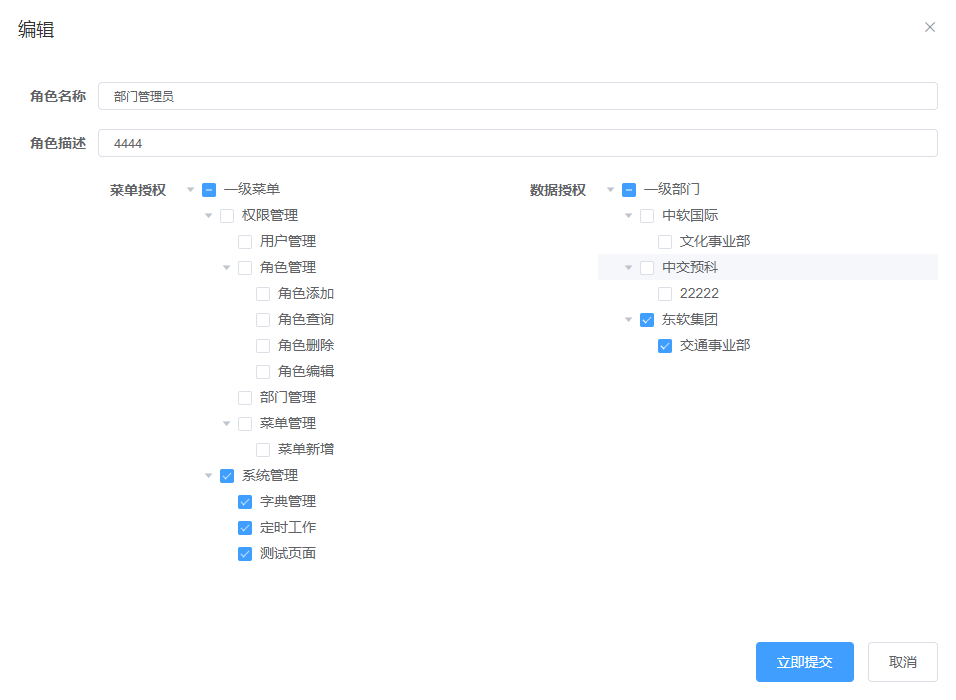 编辑
角色名称 部门管理员
角色描述 4444
菜单授权
一级菜单
权限管理
用户管理
角色管理
角色添加
角色查询
角色删除
角色编辑
部门管理
菜单管理
菜单新增
系统管理
字典管理
定时工作
测试页面
数据授权
一级部门
中软国际
文化事业部
中交预科
22222
东软集团
交通事业部
立即提交
取消